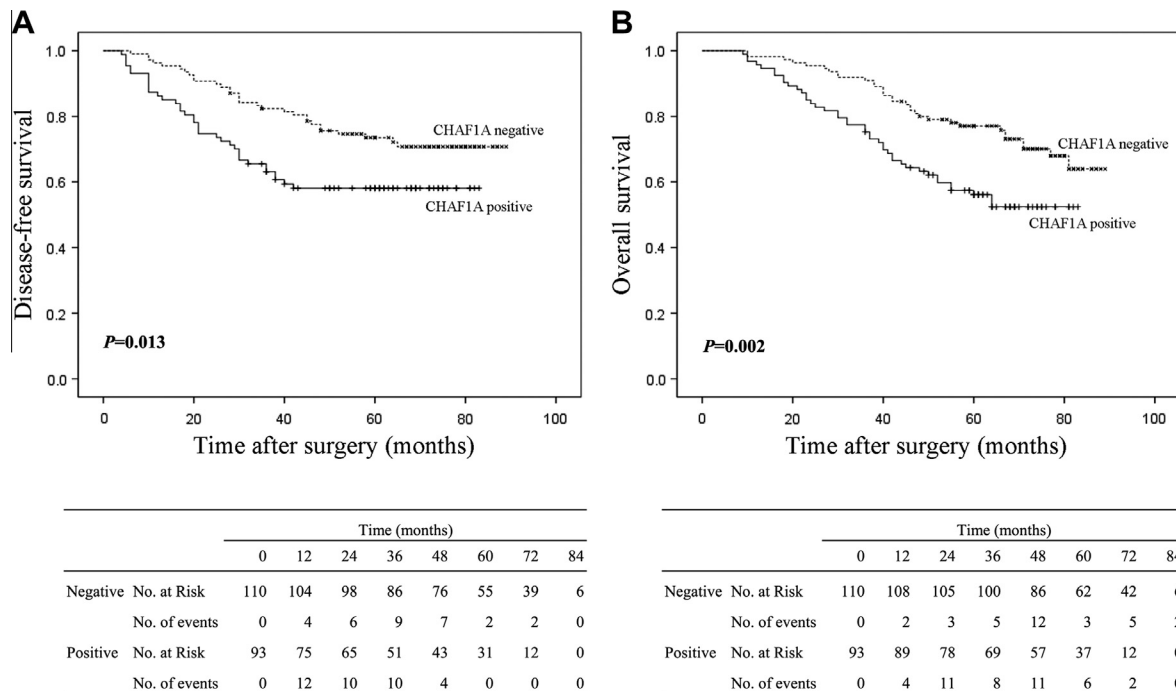 A
B
1.0
0.8
0.6
0.4
0.2
0.0
Disease-free survival
CHAF1A negative
CHAF1A positive
P=0.013
0 20 40 60 80 100
Time after surgery (months)
1.0
0.8
0.6
0.4
0.2
0.0
Overall survival
CHAF1A negative
CHAF1A positive
P=0.002
0 20 40 60 80 100
Time after surgery (months)
Time (months)
0 12 24 36 48 60 72 84
Negative No. at Risk 110 104 98 86 76 55 39 6
No. of events 0 4 6 9 7 2 2 0
Positive No. at Risk 93 75 65 51 43 31 12 0
No. of events 0 12 10 10 4 0 0 0
Time (months)
0 12 24 36 48 60 72
Negative No. at Risk 110 108 105 100 86 62 42
No. of events 0 2 3 5 12 3 5
Positive No. at Risk 93 89 78 69 57 37 12
No. of events 0 4 11 8 11 6 2